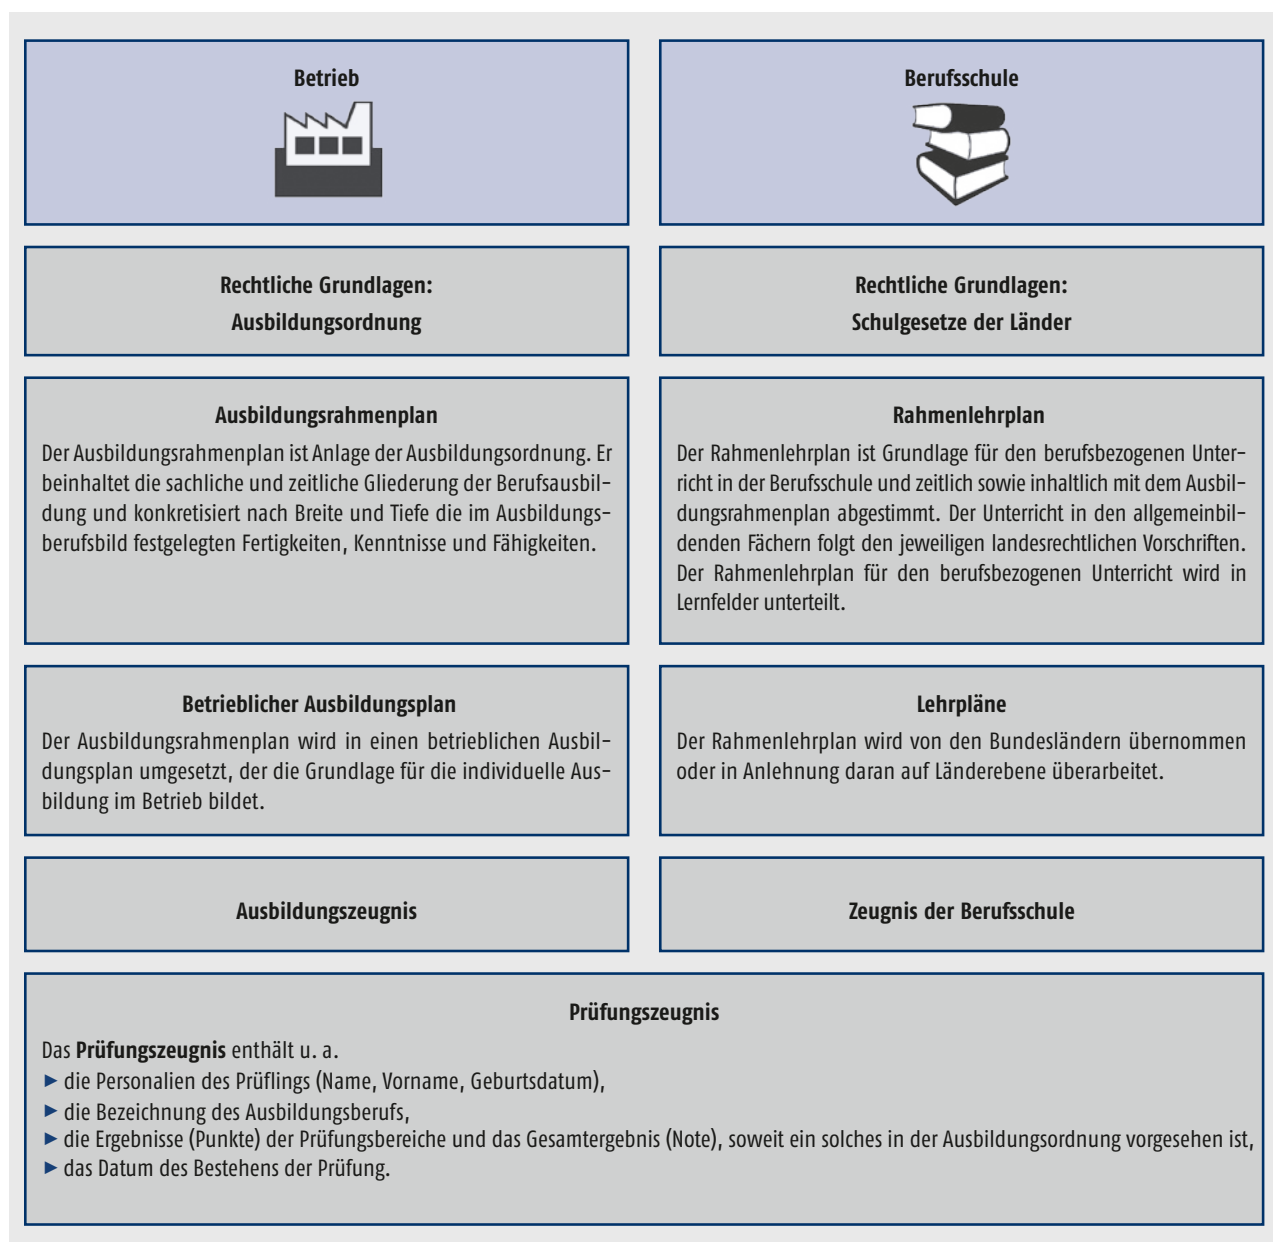 Betrieb
Berufsschule
Rechtliche Grundlagen:
Ausbildungsordnung
Rechtliche Grundlagen:
Schulgesetze der Länder
Ausbildungsrahmenplan
Der Ausbildungsrahmenplan ist Anlage der Ausbildungsordnung. Er
beinhaltet die sachliche und zeitliche Gliederung der Berufsausbil-
dung und konkretisiert nach Breite und Tiefe die im Ausbildungs-
berufsbild festgelegten Fertigkeiten, Kenntnisse und Fähigkeiten.
Rahmenlehrplan
Der Rahmenlehrplan ist Grundlage für den berufsbezogenen Unter-
richt in der Berufsschule und zeitlich sowie inhaltlich mit dem Ausbil-
dungsrahmenplan abgestimmt. Der Unterricht in den allgemeinbil-
denden Fächern folgt den jeweiligen landesrechtlichen Vorschriften.
Der Rahmenlehrplan für den berufsbezogenen Unterricht wird in
Lernfelder unterteilt.
Betrieblicher Ausbildungsplan
Der Ausbildungsrahmenplan wird in einen betrieblichen Ausbil-
dungsplan umgesetzt, der die Grundlage für die individuelle Aus-
bildung im Betrieb bildet.
Lehrpläne
Der Rahmenlehrplan wird von den Bundesländern übernommen
oder in Anlehnung daran auf Länderebene überarbeitet.
Ausbildungszeugnis
Zeugnis der Berufsschule
Prüfungszeugnis
Das Prüfungszeugnis enthält u. a.
► die Personalien des Prüflings (Name, Vorname, Geburtsdatum),
► die Bezeichnung des Ausbildungsberufs,
► die Ergebnisse (Punkte) der Prüfungsbereiche und das Gesamtergebnis (Note), soweit ein solches in der Ausbildungsordnung vorgesehen ist,
► das Datum des Bestehens der Prüfung.